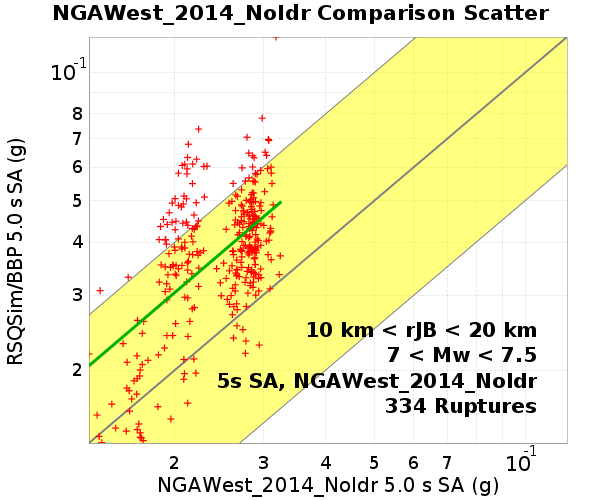 NGAWest_2014_NoIdr Comparison Scatter
RSQSim/BBP 5.0 s SA (g)
10⁻¹
8
7
6
5
4
3
2
10 km < rJB < 20 km
7 < Mw < 7.5
5s SA, NGAWest_2014_NoIdr
334 Ruptures
2 3 4 5 6 7 8 10⁻¹
NGAWest_2014_NoIdr 5.0 s SA (g)